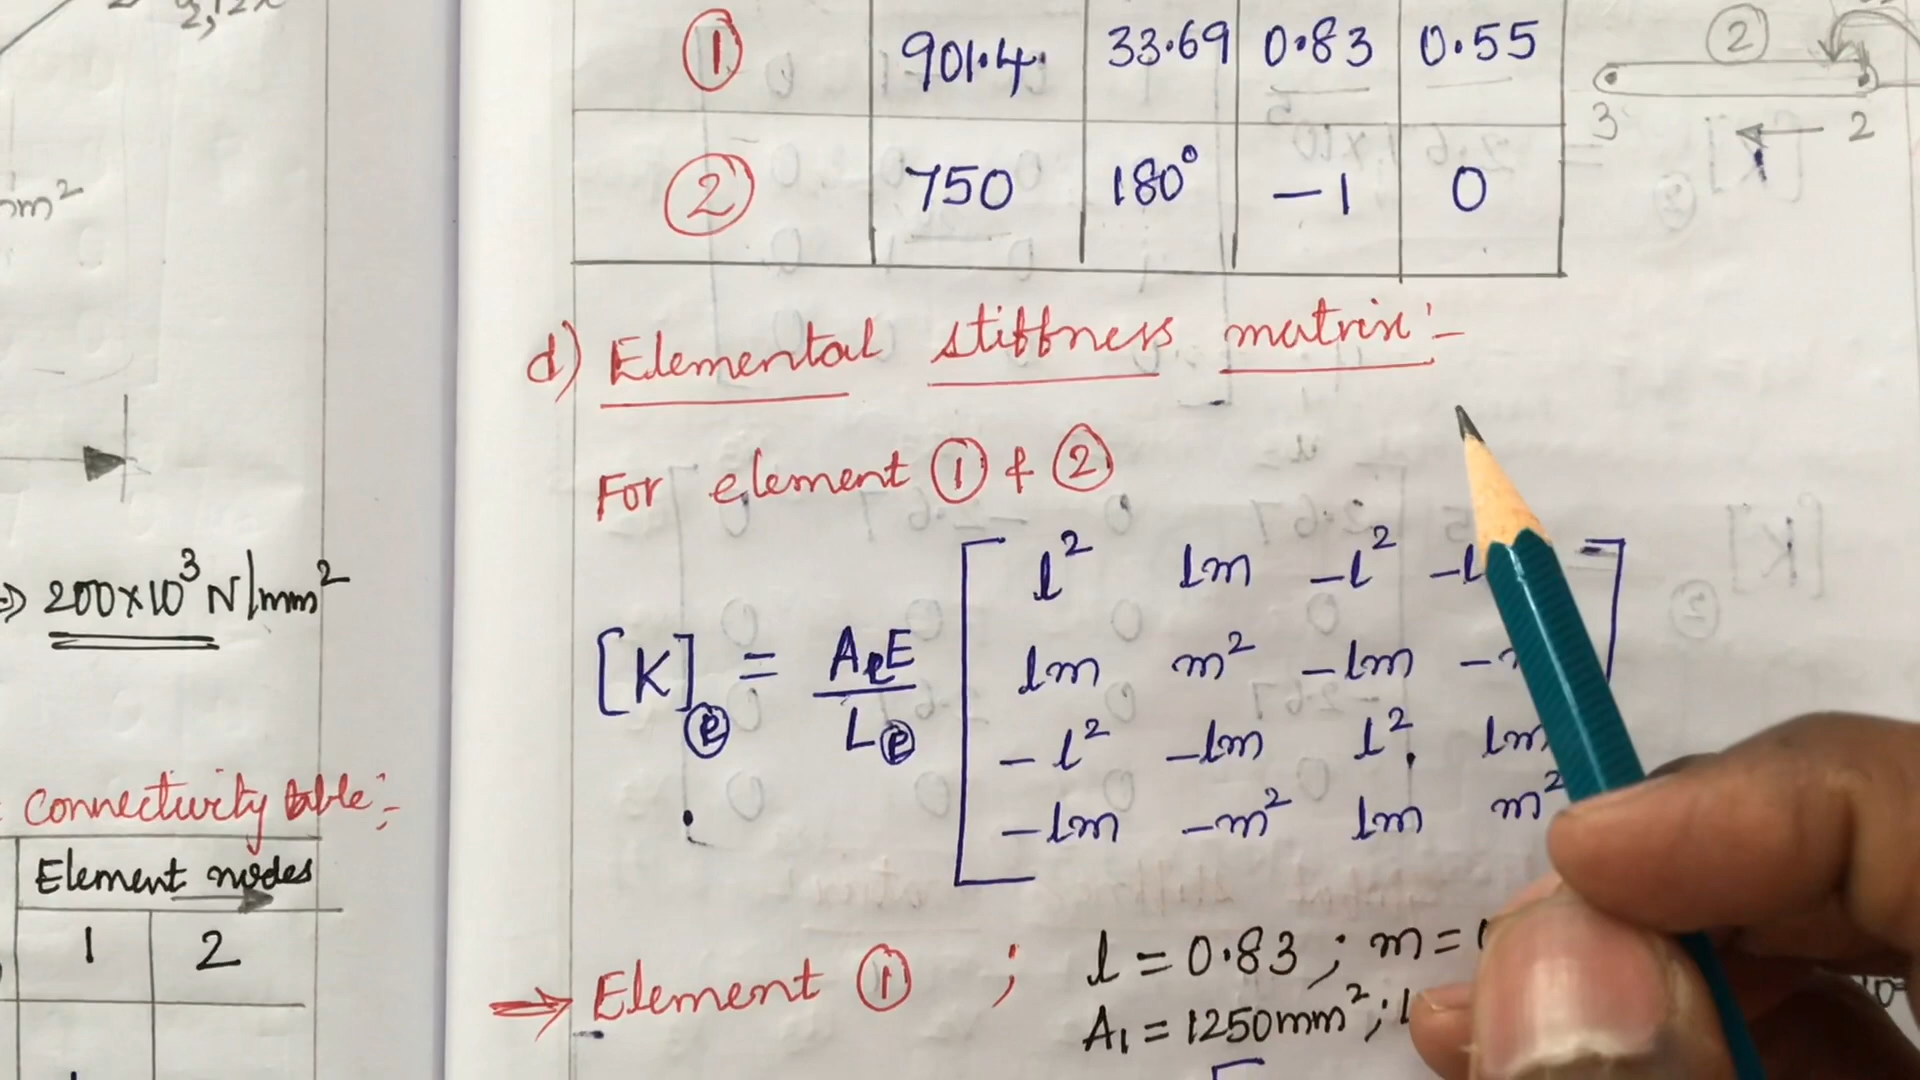 ① 901.4 33.69 0.83 0.55
② 750 180° -1 0
②
3 2
mm²
d) Elemental stiffness matrix:-
For element ① & ②
⇒ 200×10³ N/mm²
[K]ⓔ = AeE / Lⓔ
l² lm -l²
lm m² -lm
-l² -lm l² lm
-lm -m² lm m²
Connectivity table:-
Element nodes
1 2
⇒ Element ① ; l = 0.83 ; m =
A₁ = 1250mm² ;